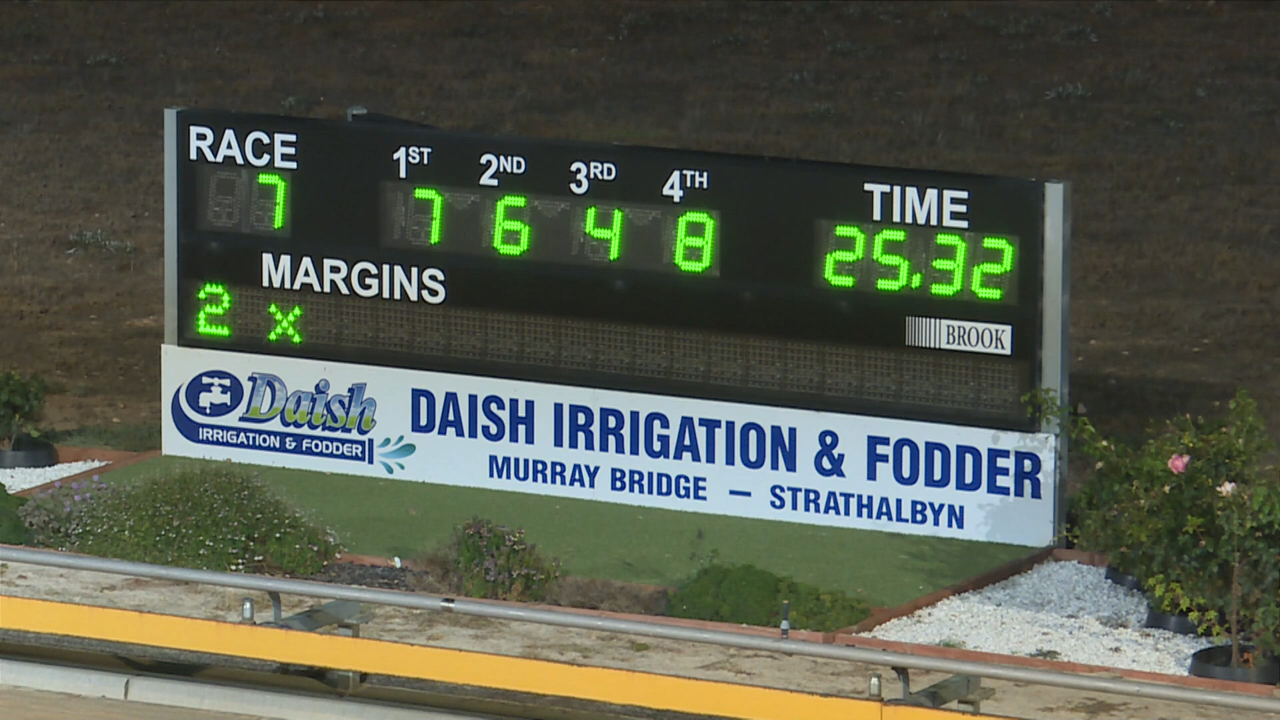 RACE 1ST 2ND 3RD 4TH TIME
7 7 6 4 8 25.32
MARGINS
2 x
BROOK
Daish
IRRIGATION & FODDER
DAISH IRRIGATION & FODDER
MURRAY BRIDGE – STRATHALBYN